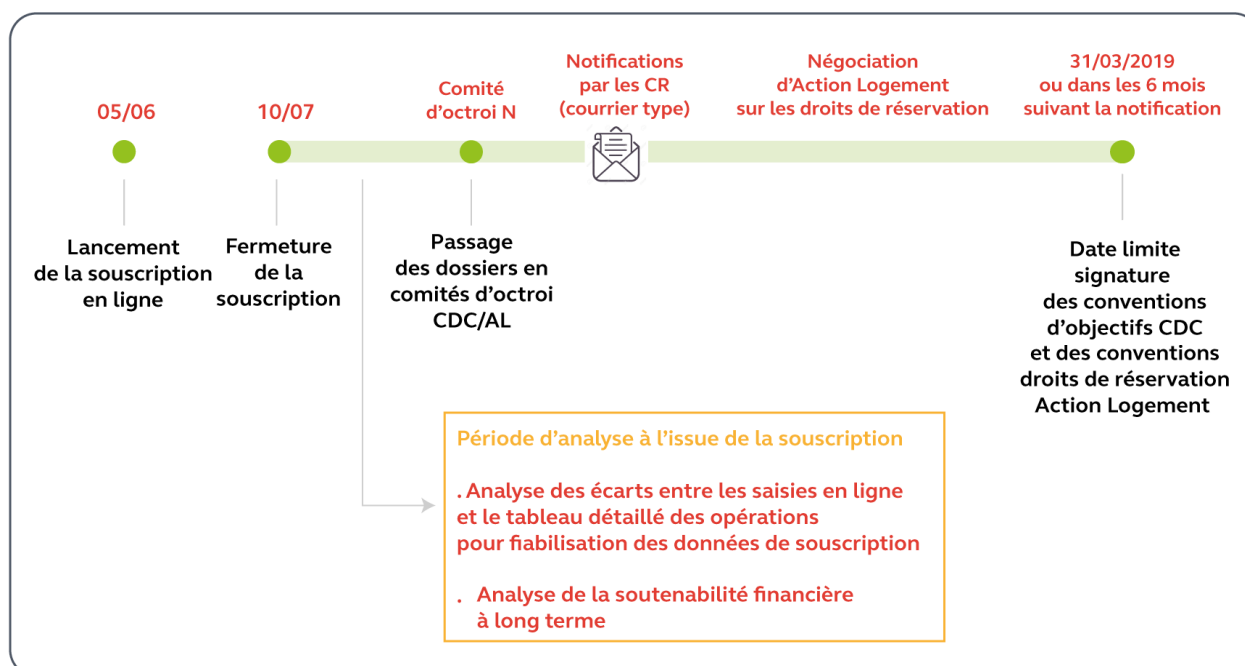 05/06
10/07
Comité
d'octroi N
Notifications
par les CR
(courrier type)
Négociation
d'Action Logement
sur les droits de réservation
31/03/2019
ou dans les 6 mois
suivant la notification
Lancement
de la souscription
en ligne
Fermeture
de la
souscription
Passage
des dossiers en
comités d'octroi
CDC/AL
Date limite
signature
des conventions
d'objectifs CDC
et des conventions
droits de réservation
Action Logement
Période d'analyse à l'issue de la souscription
. Analyse des écarts entre les saisies en ligne
et le tableau détaillé des opérations
pour fiabilisation des données de souscription
. Analyse de la soutenabilité financière
à long terme